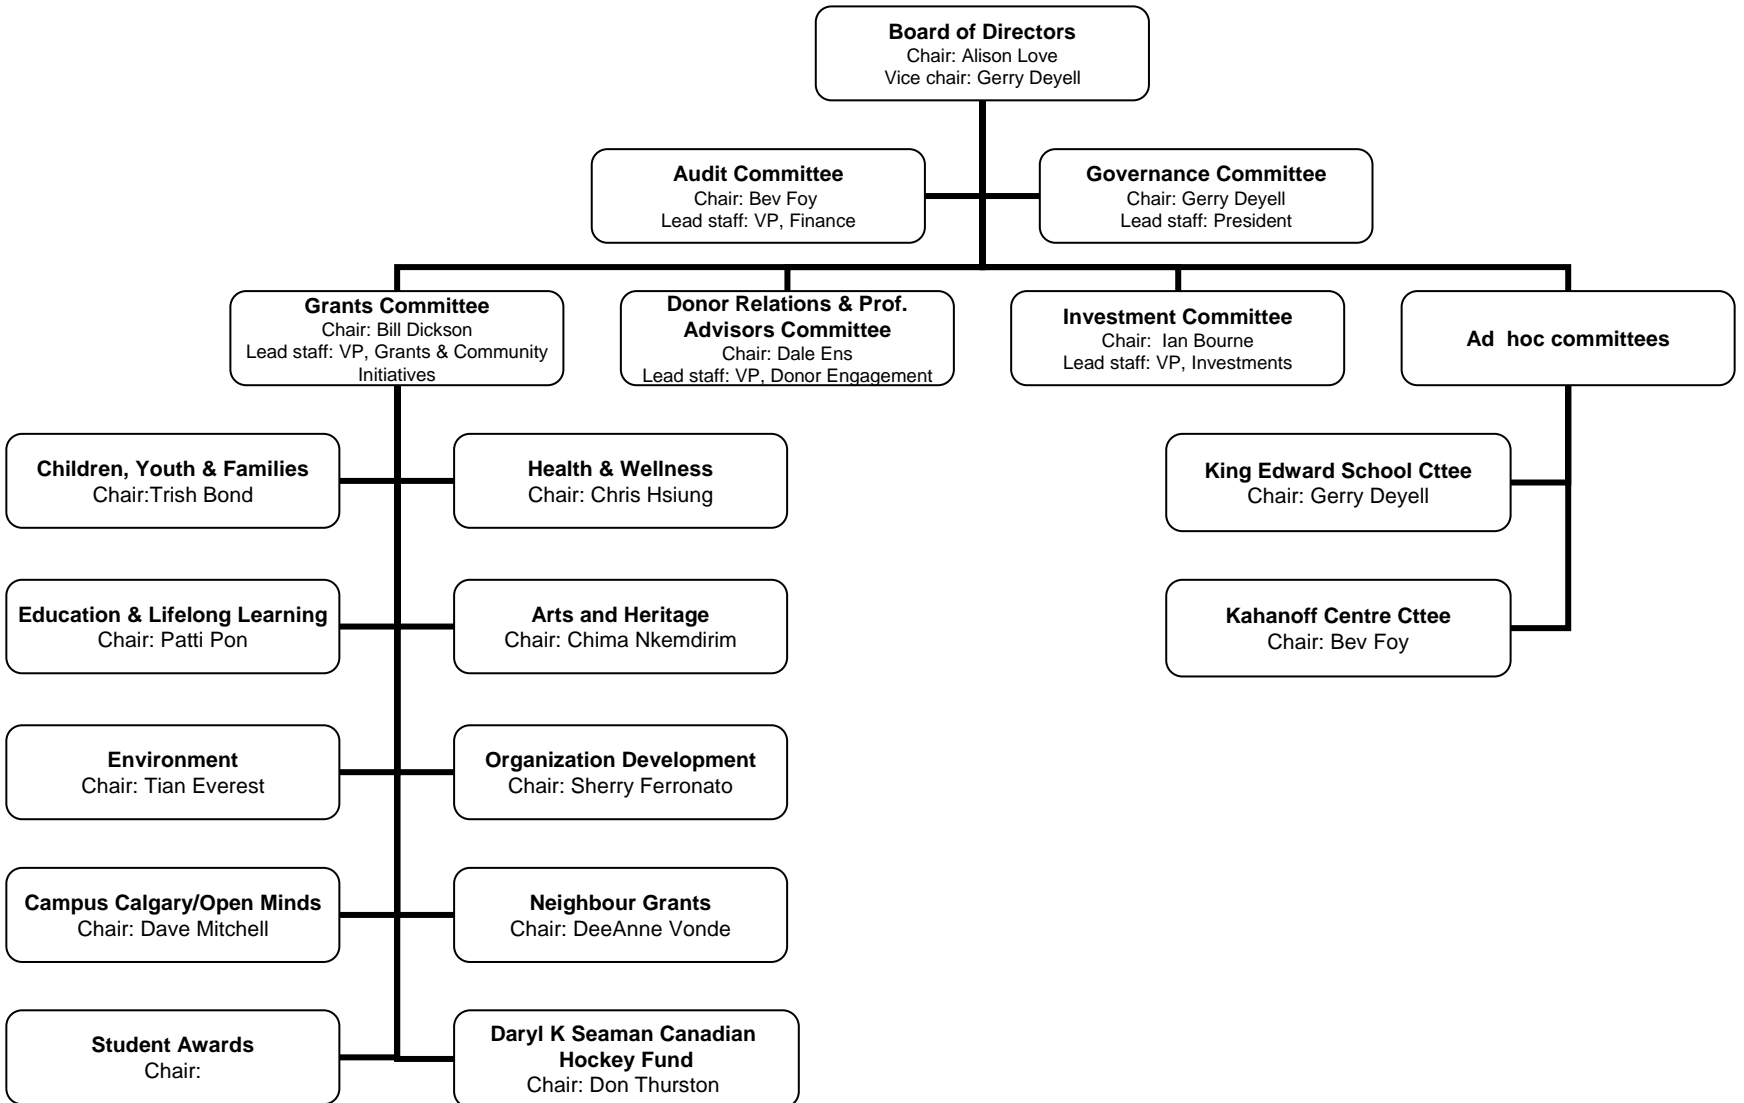 Board of Directors
Chair: Alison Love
Vice chair: Gerry Deyell
Audit Committee
Chair: Bev Foy
Lead staff: VP, Finance
Governance Committee
Chair: Gerry Deyell
Lead staff: President
Grants Committee
Chair: Bill Dickson
Lead staff: VP, Grants & Community
Initiatives
Donor Relations & Prof.
Advisors Committee
Chair: Dale Ens
Lead staff: VP, Donor Engagement
Investment Committee
Chair:  Ian Bourne
Lead staff: VP, Investments
Ad  hoc committees
Children, Youth & Families
Chair:Trish Bond
Health & Wellness
Chair: Chris Hsiung
King Edward School Cttee
Chair: Gerry Deyell
Education & Lifelong Learning
Chair: Patti Pon
Arts and Heritage
Chair: Chima Nkemdirim
Kahanoff Centre Cttee
Chair: Bev Foy
Environment
Chair: Tian Everest
Organization Development
Chair: Sherry Ferronato
Campus Calgary/Open Minds
Chair: Dave Mitchell
Neighbour Grants
Chair: DeeAnne Vonde
Student Awards
Chair:
Daryl K Seaman Canadian
Hockey Fund
Chair: Don Thurston